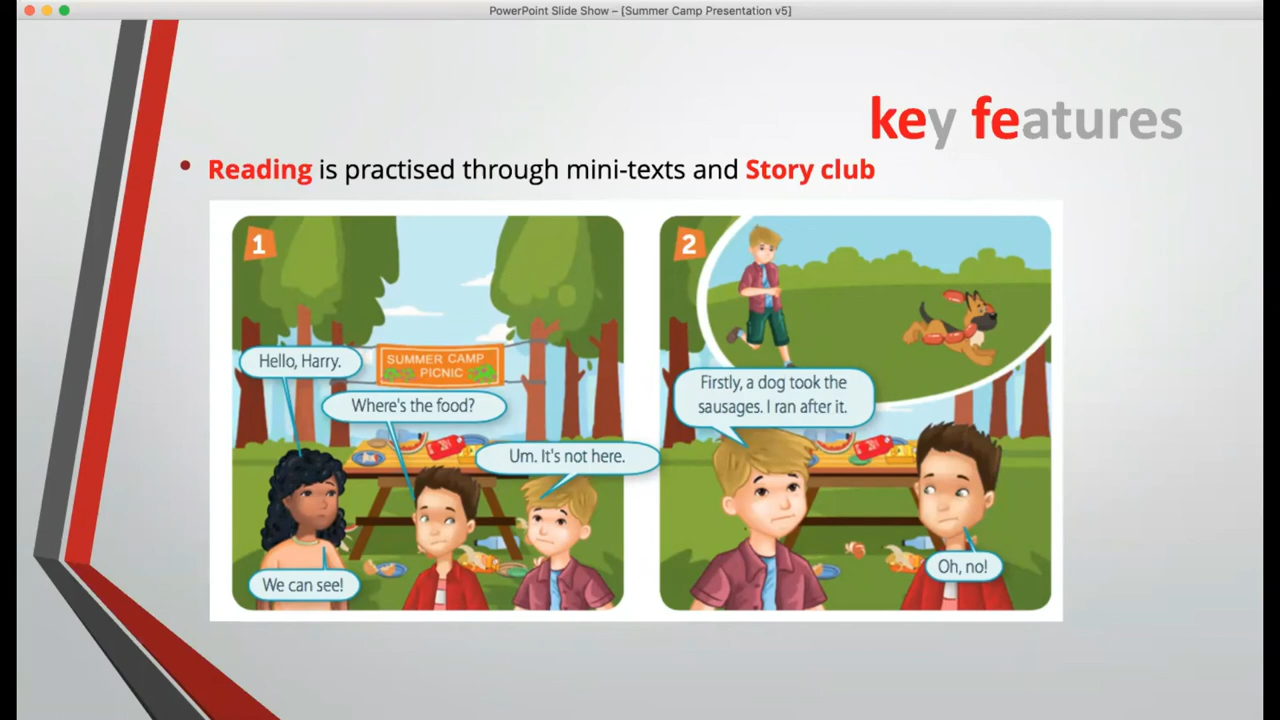 PowerPoint Slide Show – [Summer Camp Presentation v5]
key features
• Reading is practised through mini-texts and Story club
1
Hello, Harry.
SUMMER CAMP
PICNIC
Where's the food?
Um. It's not here.
We can see!
2
Firstly, a dog took the
sausages. I ran after it.
Oh, no!